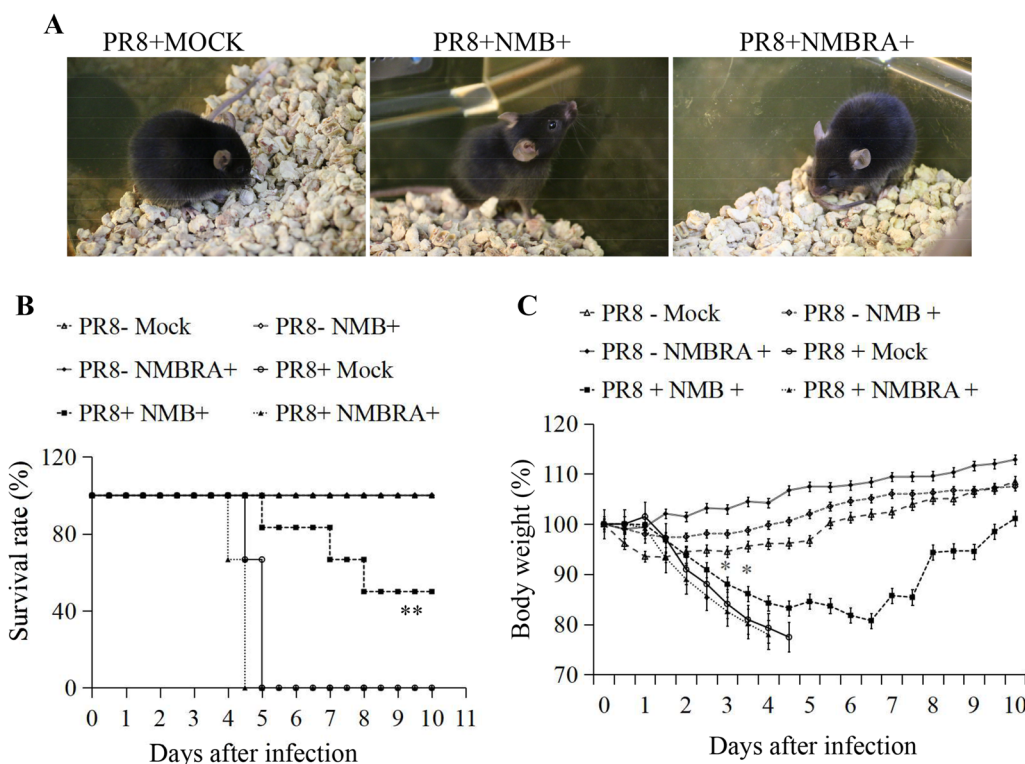 A
PR8+MOCK PR8+NMB+ PR8+NMBRA+
B
PR8- Mock PR8- NMB+
PR8- NMBRA+ PR8+ Mock
PR8+ NMB+ PR8+ NMBRA+
Survival rate (%)
120
80
40
0
**
0 1 2 3 4 5 6 7 8 9 10 11
Days after infection
C
PR8 - Mock PR8 - NMB +
PR8 - NMBRA + PR8 + Mock
PR8 + NMB + PR8 + NMBRA +
Body weight (%)
120
110
100
90
80
70
* *
0 1 2 3 4 5 6 7 8 9 10
Days after infection